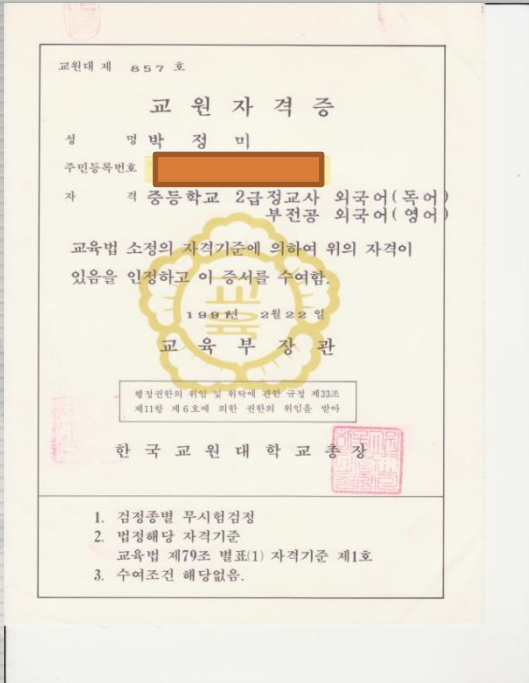 교원대 제 857 호
교원자격증
성 명 박 정 미
주민등록번호
자 격 중등학교 2급정교사 외국어(독어)
부전공 외국어(영어)
교육법 소정의 자격기준에 의하여 위의 자격이
있음을 인정하고 이 증서를 수여함.
1991년 2월 22일
교육부장관
행정권한의 위임 및 위탁에 관한 규정 제33조
제11항 제6호에 의한 권한의 위임을 받아
한국교원대학교총장
1. 검정종별 무시험검정
2. 법정해당 자격기준
교육법 제79조 별표(1) 자격기준 제1호
3. 수여조건 해당없음.